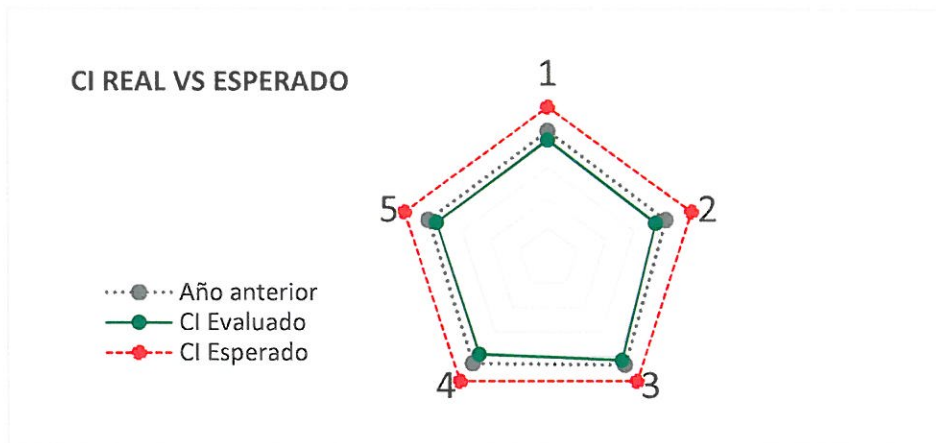 CI REAL VS ESPERADO
1
2
3
4
5
Año anterior
CI Evaluado
CI Esperado